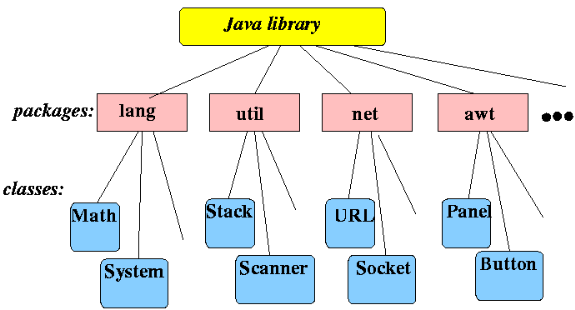 Java library
packages: lang util net awt
classes:
Math Stack URL Panel
System Scanner Socket Button